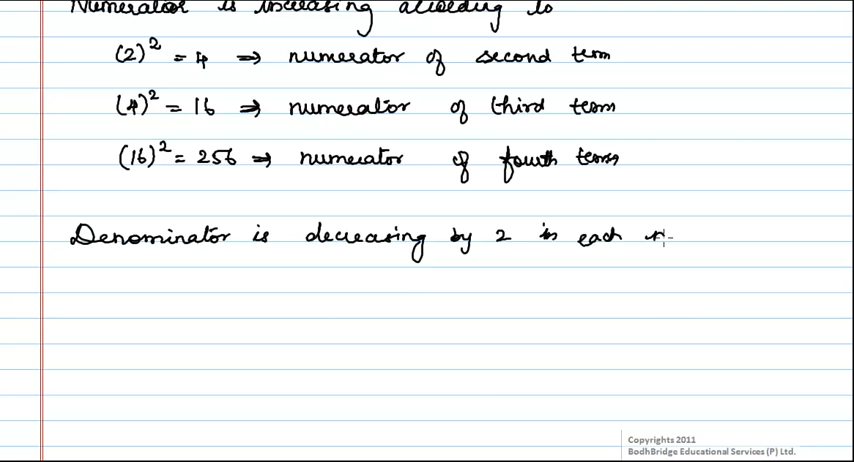 Numerator is increasing according to
(2)² = 4 ⇒ numerator of second term
(4)² = 16 ⇒ numerator of third term
(16)² = 256 ⇒ numerator of fourth term
Denominator is decreasing by 2 in each
Copyrights 2011
BodhBridge Educational Services (P) Ltd.